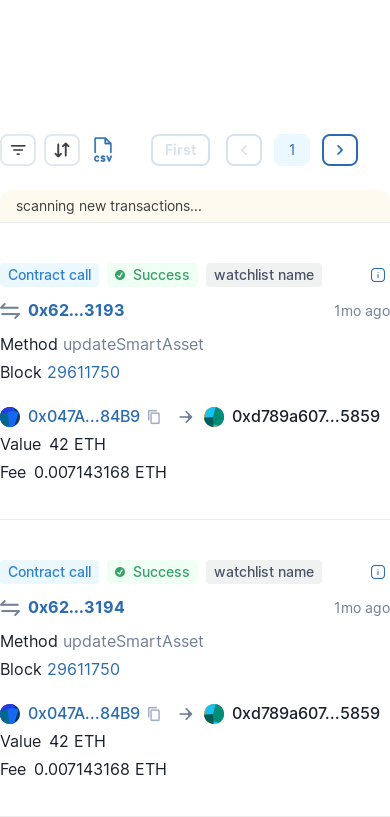 CSV
First
1
scanning new transactions...
Contract call Success watchlist name
0x62...3193 1mo ago
Method updateSmartAsset
Block 29611750
0x047A...84B9 0xd789a607...5859
Value 42 ETH
Fee 0.007143168 ETH
Contract call Success watchlist name
0x62...3194 1mo ago
Method updateSmartAsset
Block 29611750
0x047A...84B9 0xd789a607...5859
Value 42 ETH
Fee 0.007143168 ETH